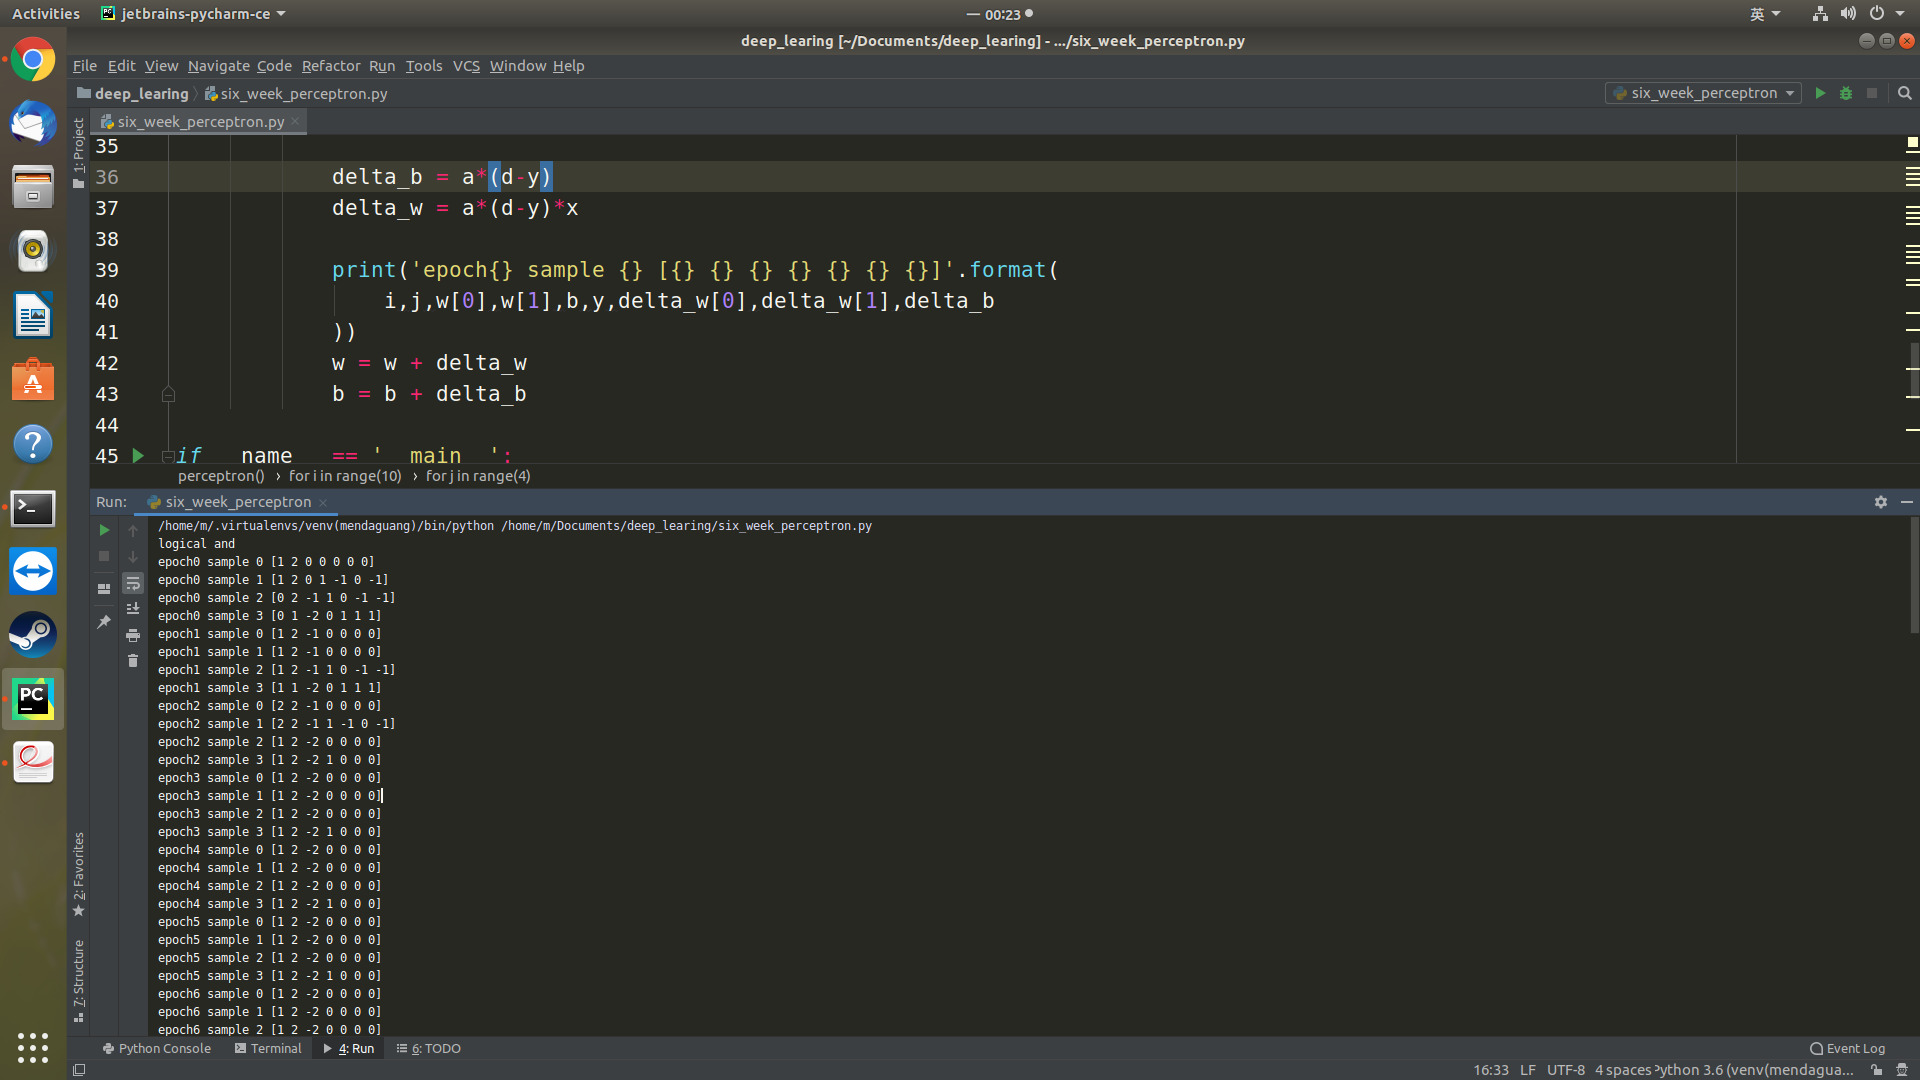 Activities jetbrains-pycharm-ce — 00:23 英
deep_learing [~/Documents/deep_learing] - .../six_week_perceptron.py
File Edit View Navigate Code Refactor Run Tools VCS Window Help
deep_learing six_week_perceptron.py six_week_perceptron
six_week_perceptron.py
1: Project
35
36 delta_b = a*(d-y)
37 delta_w = a*(d-y)*x
38
39 print('epoch{} sample {} [{} {} {} {} {} {} {}]'.format(
40 i,j,w[0],w[1],b,y,delta_w[0],delta_w[1],delta_b
41 ))
42 w = w + delta_w
43 b = b + delta_b
44
45 if __name__ == '__main__':
perceptron() › for i in range(10) › for j in range(4)
Run: six_week_perceptron
/home/m/.virtualenvs/venv(mendaguang)/bin/python /home/m/Documents/deep_learing/six_week_perceptron.py
logical and
epoch0 sample 0 [1 2 0 0 0 0 0]
epoch0 sample 1 [1 2 0 1 -1 0 -1]
epoch0 sample 2 [0 2 -1 1 0 -1 -1]
epoch0 sample 3 [0 1 -2 0 1 1 1]
epoch1 sample 0 [1 2 -1 0 0 0 0]
epoch1 sample 1 [1 2 -1 0 0 0 0]
epoch1 sample 2 [1 2 -1 1 0 -1 -1]
epoch1 sample 3 [1 1 -2 0 1 1 1]
epoch2 sample 0 [2 2 -1 0 0 0 0]
epoch2 sample 1 [2 2 -1 1 -1 0 -1]
epoch2 sample 2 [1 2 -2 0 0 0 0]
epoch2 sample 3 [1 2 -2 1 0 0 0]
epoch3 sample 0 [1 2 -2 0 0 0 0]
epoch3 sample 1 [1 2 -2 0 0 0 0]
epoch3 sample 2 [1 2 -2 0 0 0 0]
epoch3 sample 3 [1 2 -2 1 0 0 0]
epoch4 sample 0 [1 2 -2 0 0 0 0]
epoch4 sample 1 [1 2 -2 0 0 0 0]
epoch4 sample 2 [1 2 -2 0 0 0 0]
epoch4 sample 3 [1 2 -2 1 0 0 0]
epoch5 sample 0 [1 2 -2 0 0 0 0]
epoch5 sample 1 [1 2 -2 0 0 0 0]
epoch5 sample 2 [1 2 -2 0 0 0 0]
epoch5 sample 3 [1 2 -2 1 0 0 0]
epoch6 sample 0 [1 2 -2 0 0 0 0]
epoch6 sample 1 [1 2 -2 0 0 0 0]
epoch6 sample 2 [1 2 -2 0 0 0 0]
2: Favorites
7: Structure
Python Console Terminal 4: Run 6: TODO Event Log
16:33 LF UTF-8 4 spaces Python 3.6 (venv(mendagua...